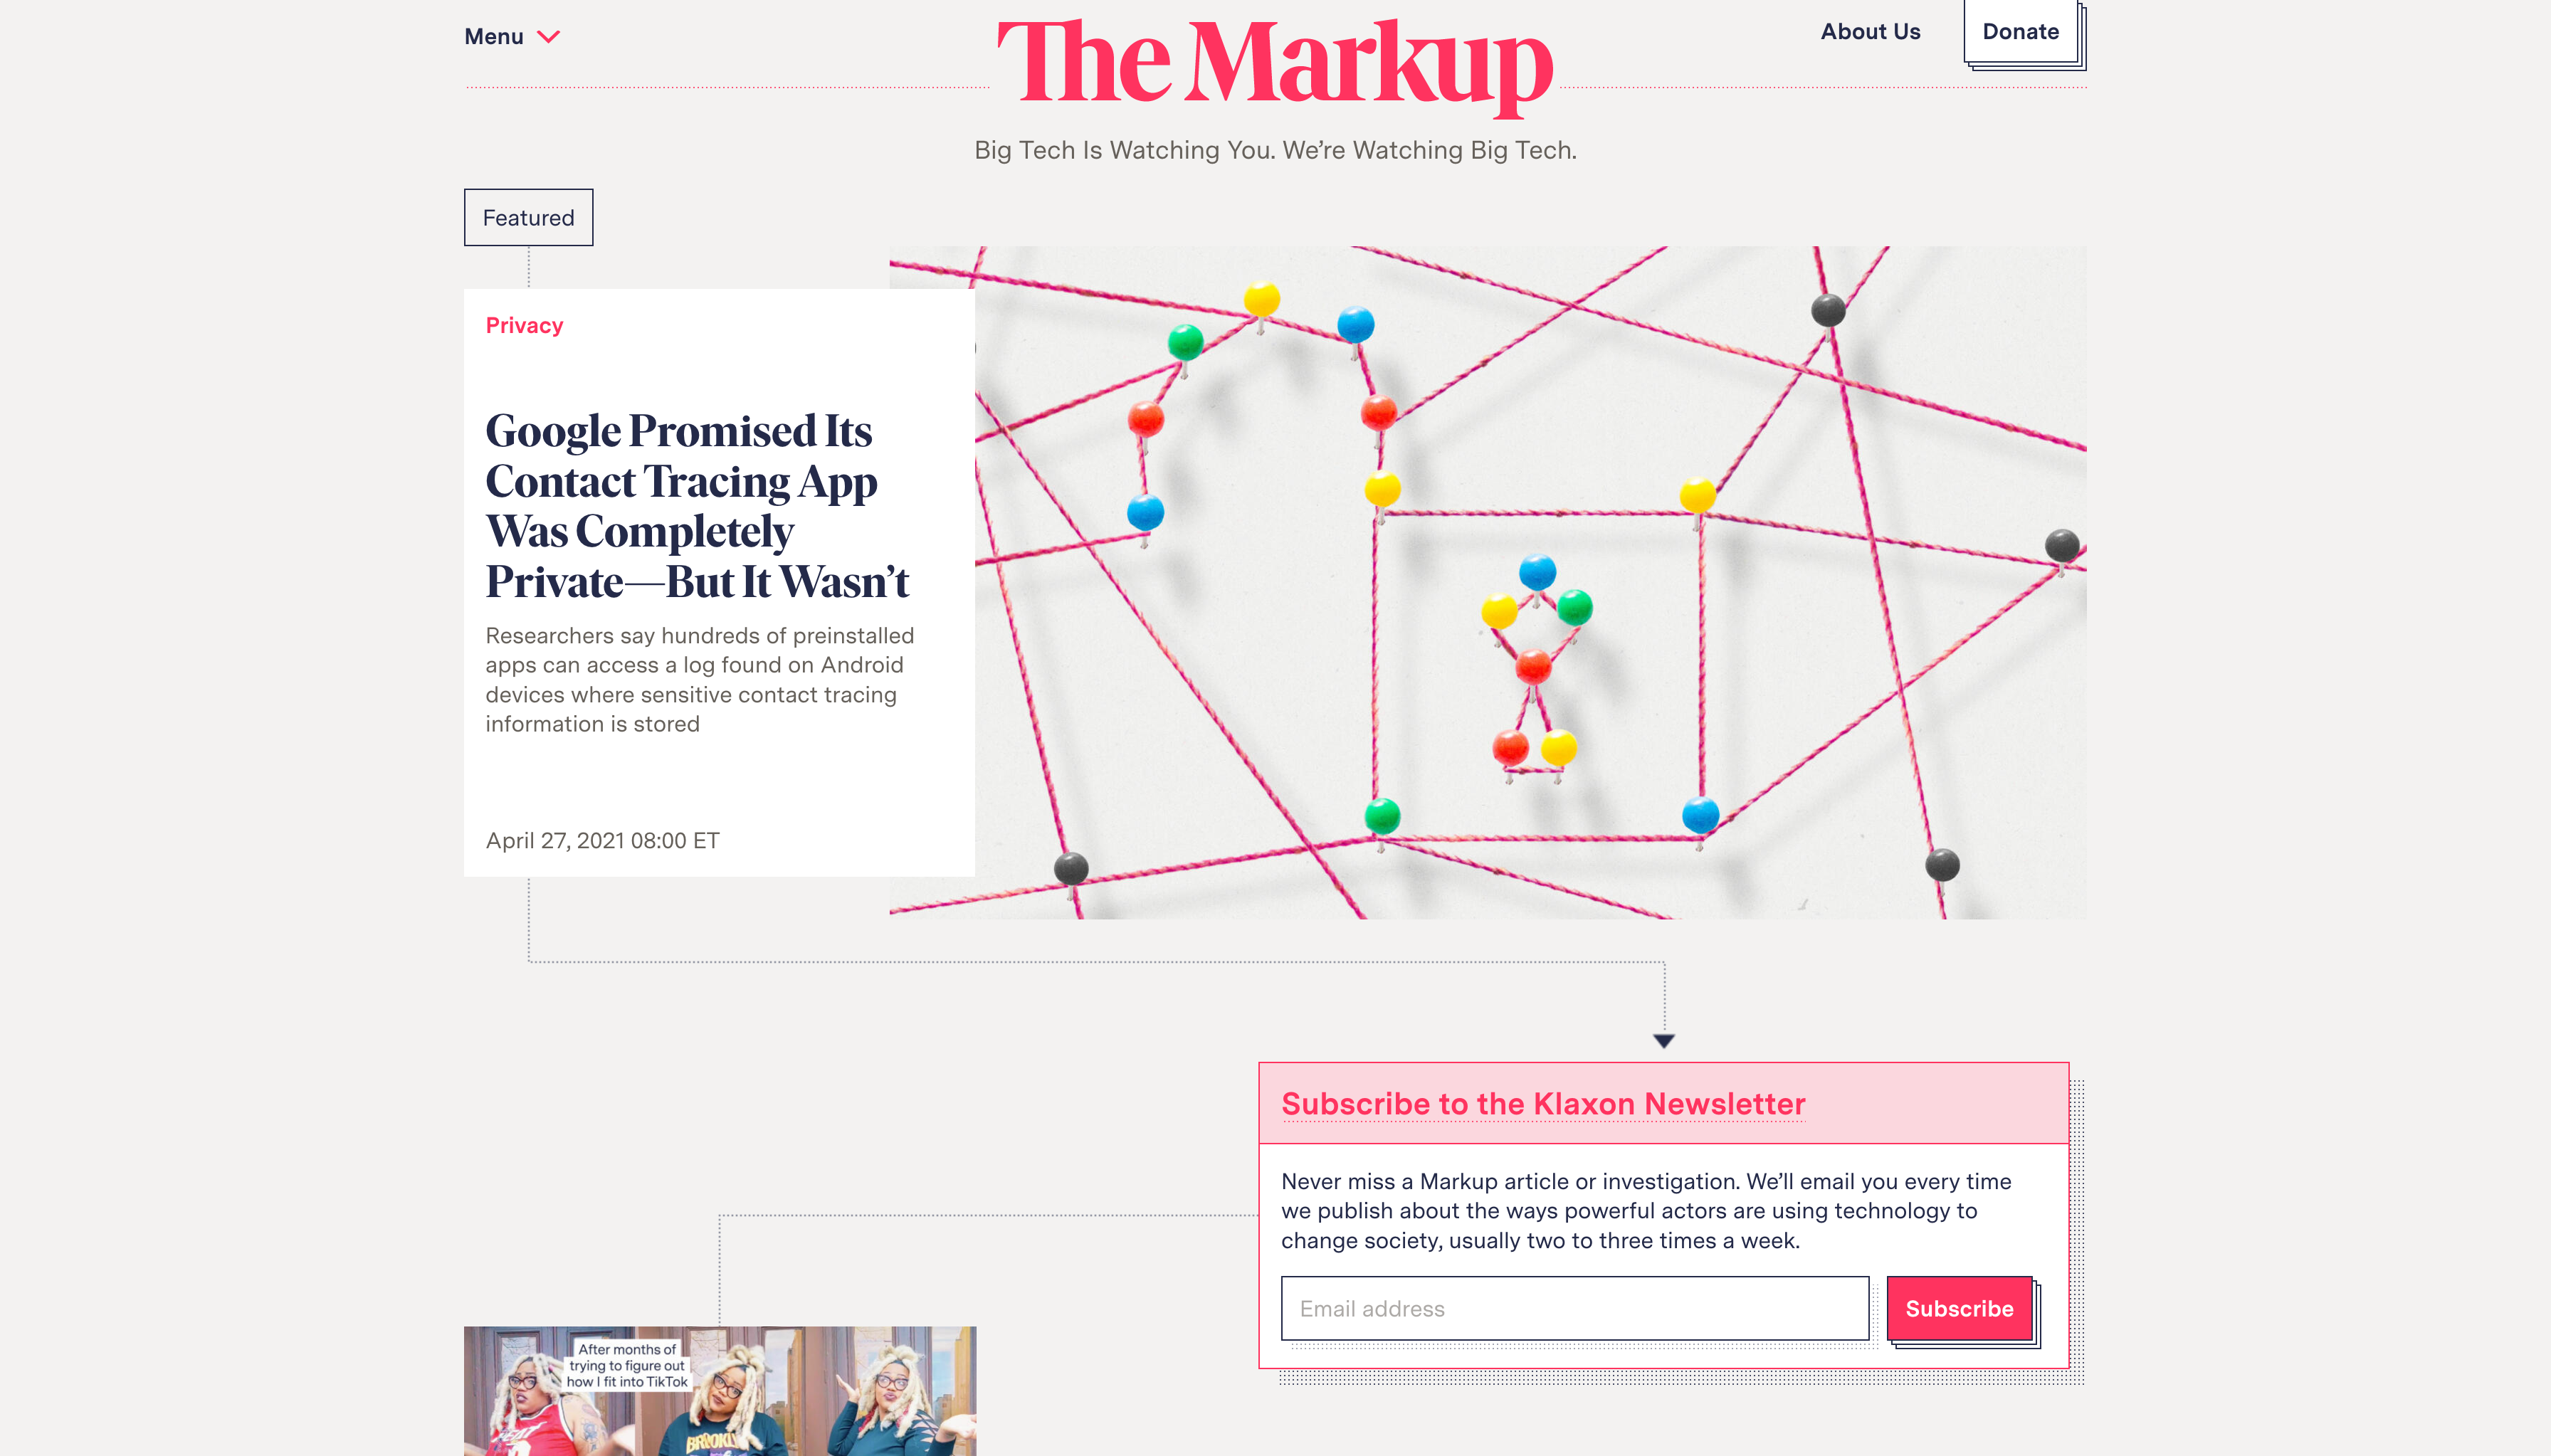 Menu
The Markup
About Us
Donate
Big Tech Is Watching You. We’re Watching Big Tech.
Featured
Privacy
Google Promised Its
Contact Tracing App
Was Completely
Private—But It Wasn’t
Researchers say hundreds of preinstalled
apps can access a log found on Android
devices where sensitive contact tracing
information is stored
April 27, 2021 08:00 ET
Subscribe to the Klaxon Newsletter
Never miss a Markup article or investigation. We’ll email you every time
we publish about the ways powerful actors are using technology to
change society, usually two to three times a week.
Email address
Subscribe
After months of
trying to figure out
how I fit into TikTok